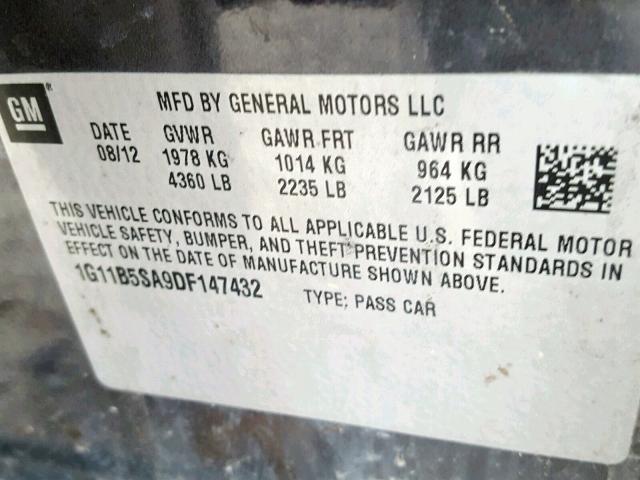 GM®
MFD BY GENERAL MOTORS LLC
DATE GVWR GAWR FRT GAWR RR
08/12 1978 KG 1014 KG 964 KG
4360 LB 2235 LB 2125 LB
THIS VEHICLE CONFORMS TO ALL APPLICABLE U.S. FEDERAL MOTOR
VEHICLE SAFETY, BUMPER, AND THEFT PREVENTION STANDARDS IN
EFFECT ON THE DATE OF MANUFACTURE SHOWN ABOVE.
1G11B5SA9DF147432 TYPE: PASS CAR